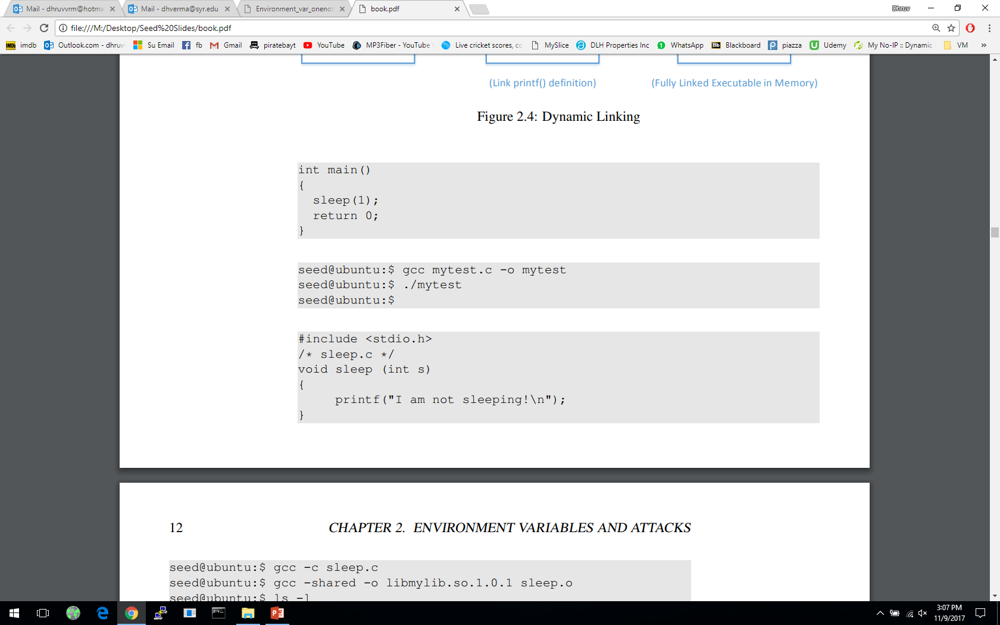 Mail - dhruvvrm@hotma
Mail - dhverma@syr.edu
Environment_var_onenot
book.pdf
Dhruv
file:///M:/Desktop/Seed%20Slides/book.pdf
imdb
Outlook.com - dhruv
Su Email
fb
Gmail
piratebayt
YouTube
MP3Fiber - YouTube
Live cricket scores, co
MySlice
DLH Properties Inc
WhatsApp
Blackboard
piazza
Udemy
My No-IP :: Dynamic
VM
»
(Link printf() definition)
(Fully Linked Executable in Memory)
Figure 2.4: Dynamic Linking
int main()
{
sleep(1);
return 0;
}
seed@ubuntu:$ gcc mytest.c -o mytest
seed@ubuntu:$ ./mytest
seed@ubuntu:$
#include <stdio.h>
/* sleep.c */
void sleep (int s)
{
printf("I am not sleeping!\n");
}
12
CHAPTER 2. ENVIRONMENT VARIABLES AND ATTACKS
seed@ubuntu:$ gcc -c sleep.c
seed@ubuntu:$ gcc -shared -o libmylib.so.1.0.1 sleep.o
seed@ubuntu:$ ls -l
3:07 PM
11/9/2017